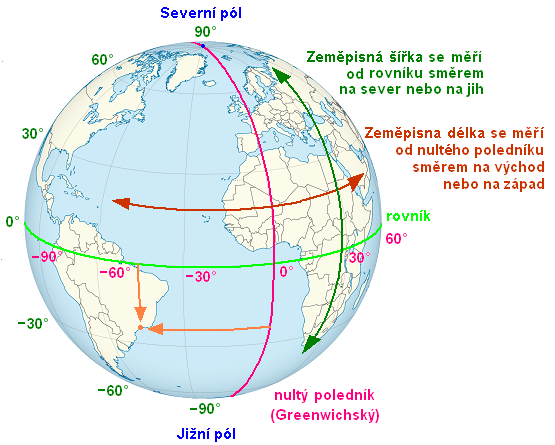 Severní pól
90°
60°
Zeměpisná šířka se měří
od rovníku směrem
na sever nebo na jih
30°
Zeměpisna délka se měří
od nultého poledníku
směrem na východ
nebo na západ
0°
rovník
60°
−90°
−60°
−30°
0°
30°
−30°
−60°
−90°
nultý poledník
(Greenwichský)
Jižní pól